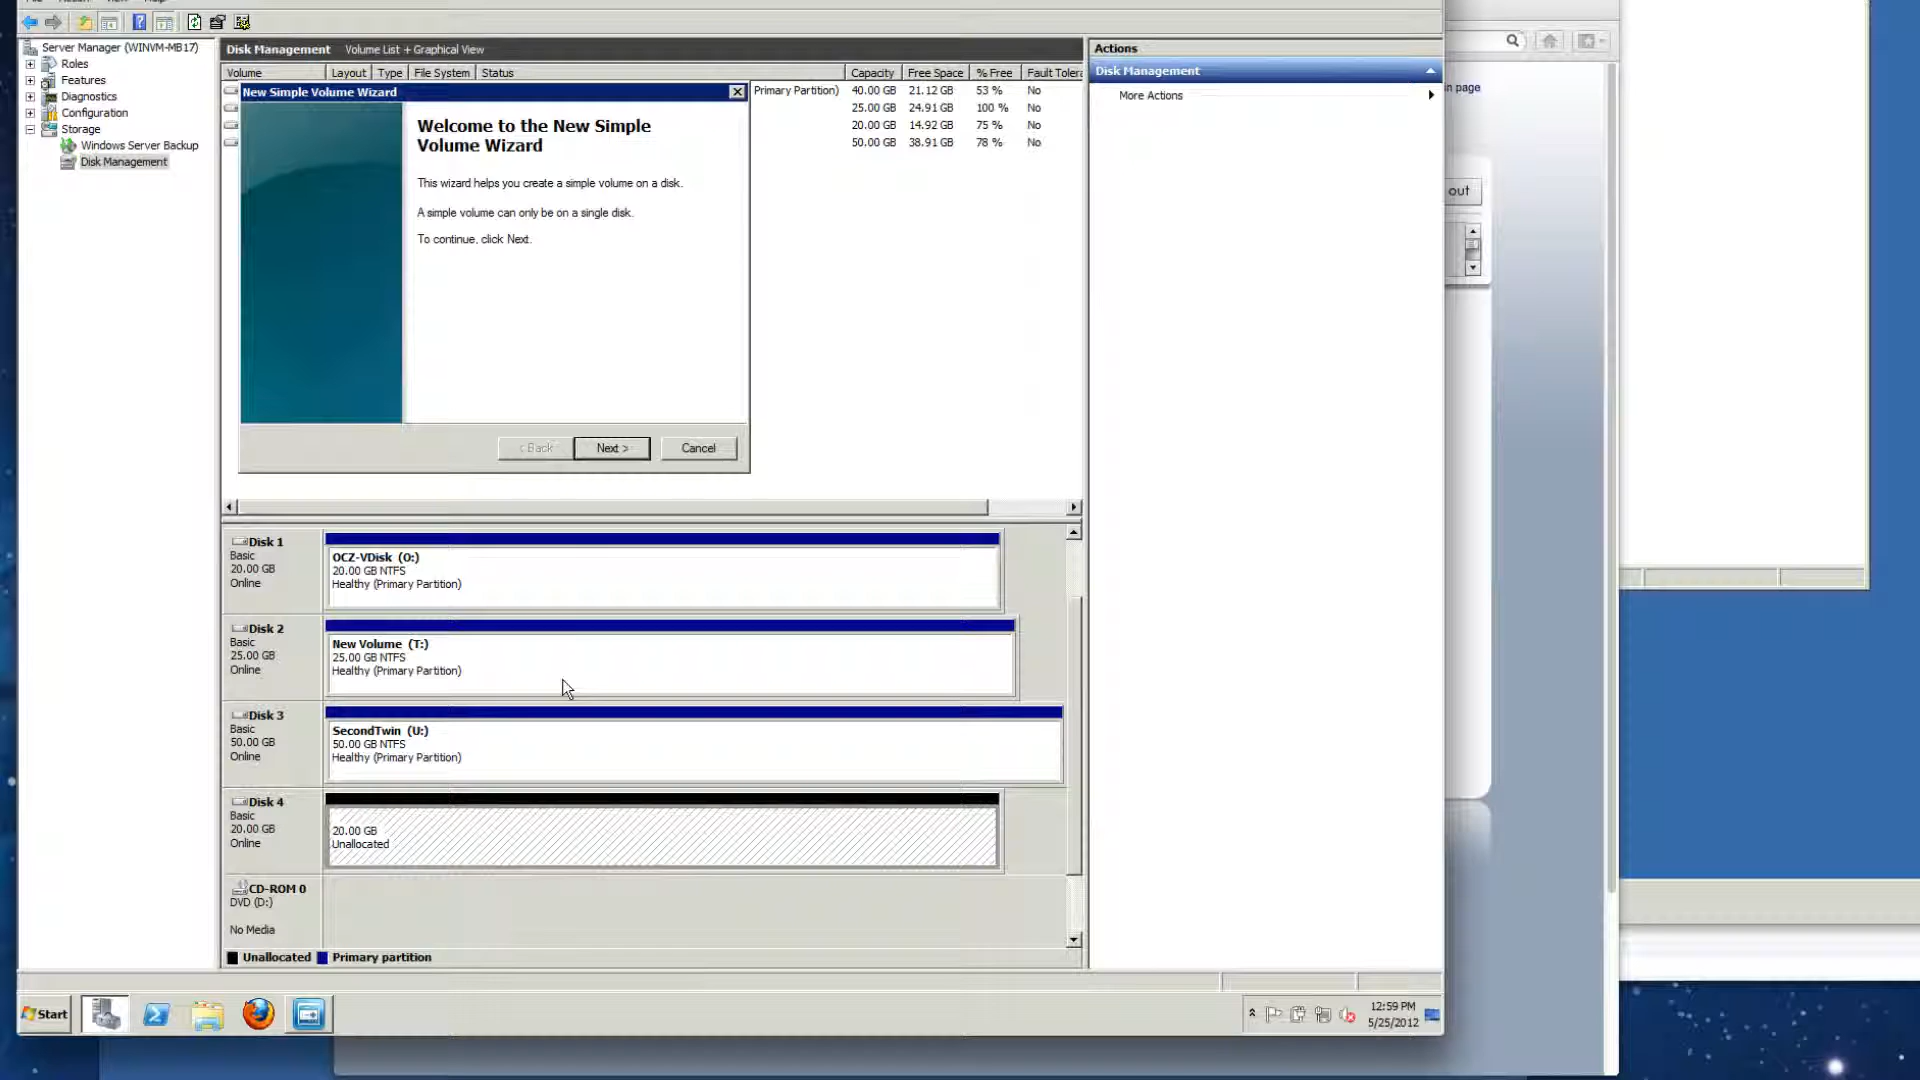 Server Manager (WINVM-MB17)
Roles
Features
Diagnostics
Configuration
Storage
Windows Server Backup
Disk Management
Disk Management Volume List + Graphical View
Volume Layout Type File System Status Capacity Free Space % Free Fault Tolera
Primary Partition) 40.00 GB 21.12 GB 53 % No
25.00 GB 24.91 GB 100 % No
20.00 GB 14.92 GB 75 % No
50.00 GB 38.91 GB 78 % No
New Simple Volume Wizard
Welcome to the New Simple
Volume Wizard
This wizard helps you create a simple volume on a disk.
A simple volume can only be on a single disk.
To continue, click Next.
< Back Next > Cancel
Disk 1
Basic
20.00 GB
Online
OCZ-VDisk (O:)
20.00 GB NTFS
Healthy (Primary Partition)
Disk 2
Basic
25.00 GB
Online
New Volume (T:)
25.00 GB NTFS
Healthy (Primary Partition)
Disk 3
Basic
50.00 GB
Online
SecondTwin (U:)
50.00 GB NTFS
Healthy (Primary Partition)
Disk 4
Basic
20.00 GB
Online
20.00 GB
Unallocated
CD-ROM 0
DVD (D:)
No Media
Unallocated Primary partition
Actions
Disk Management
More Actions
in page
out
Start
12:59 PM
5/25/2012